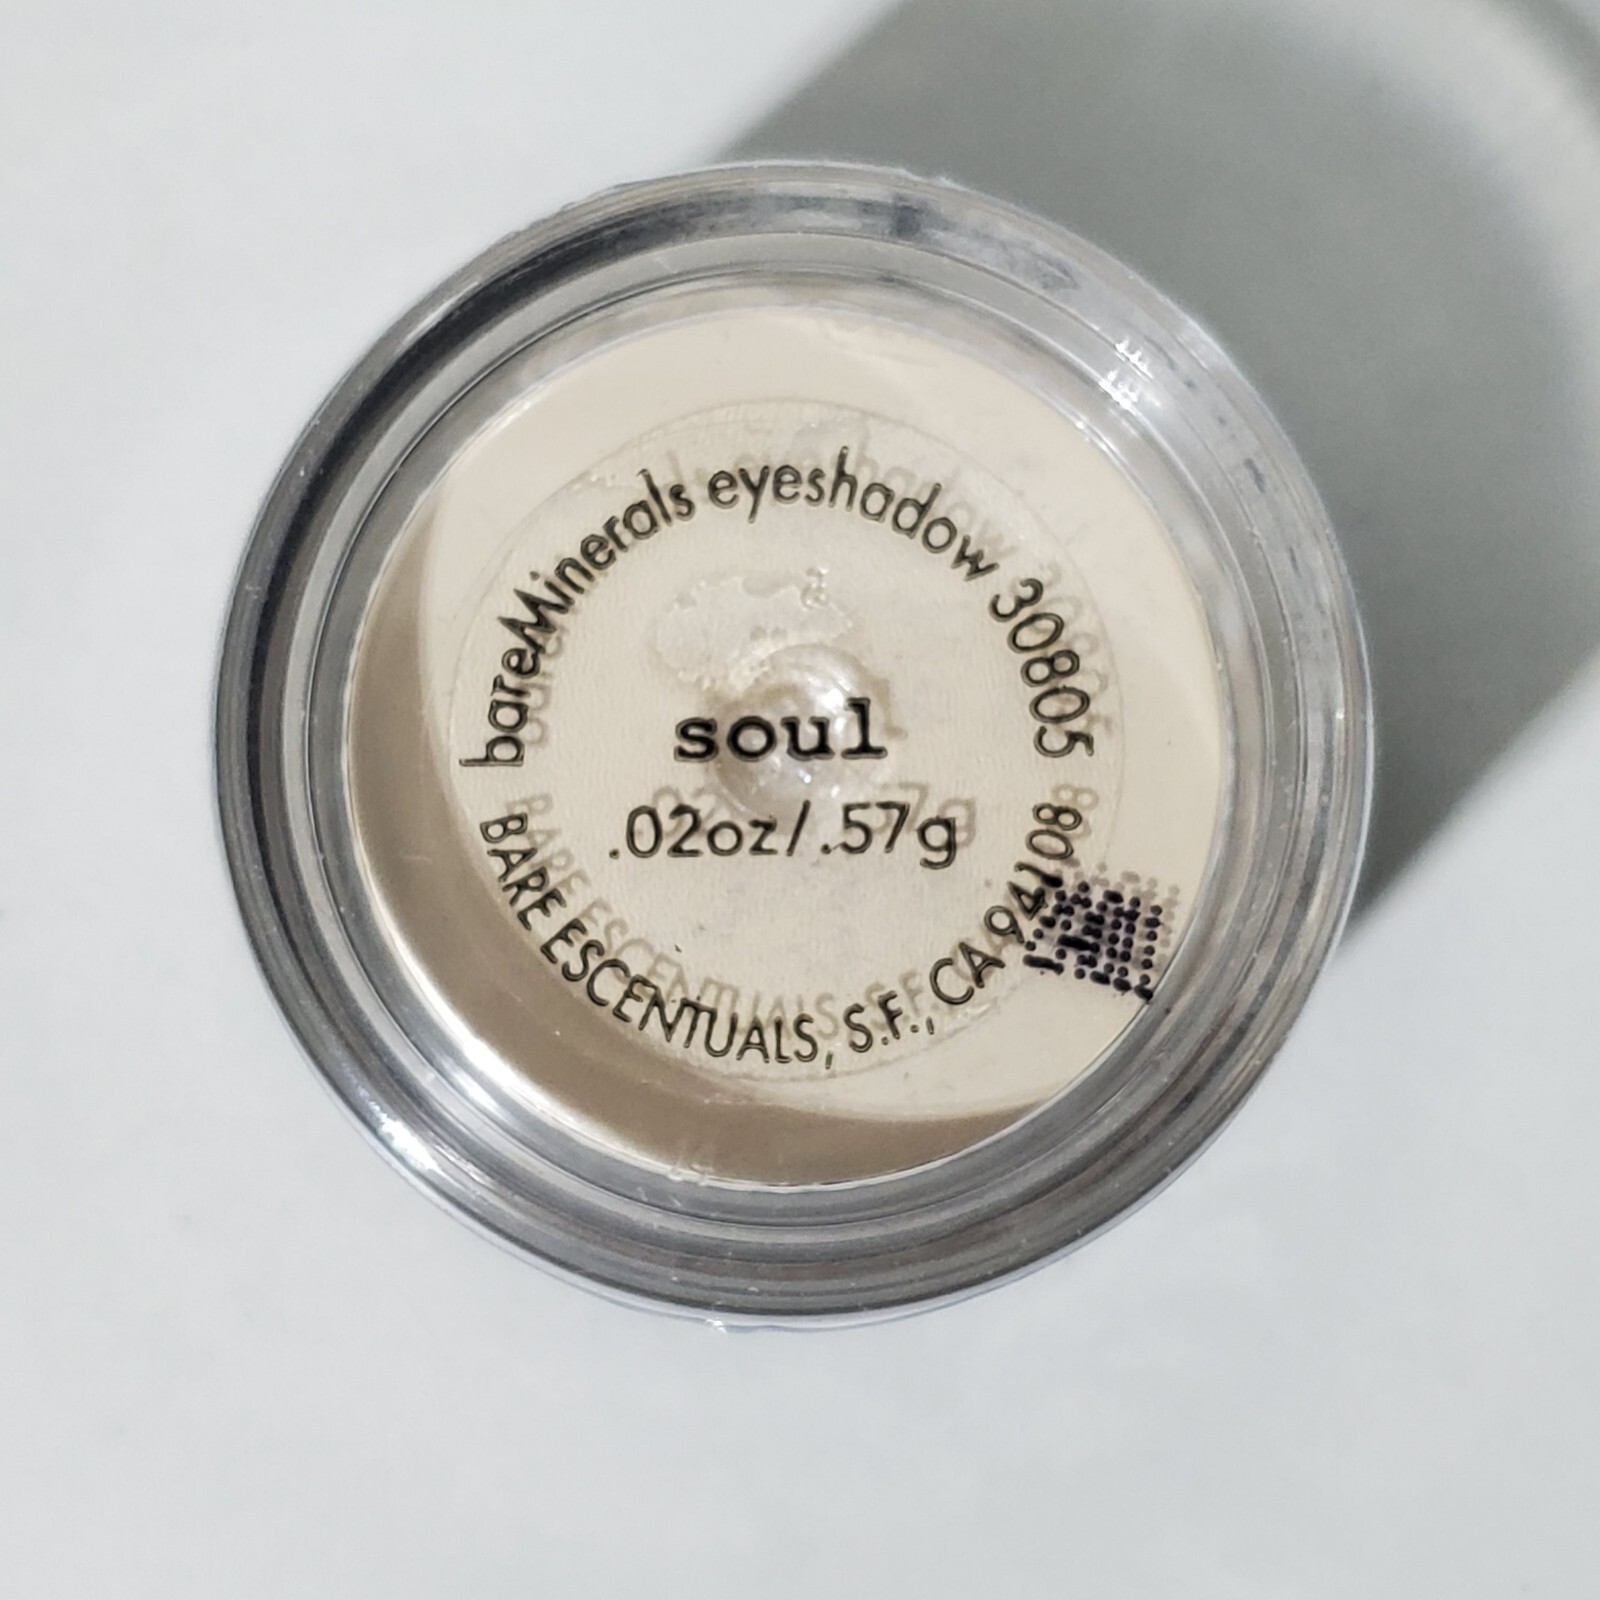 bareMinerals eyeshadow 30805
soul
.02oz/.57g
BARE ESCENTUALS, S.F., CA 94108